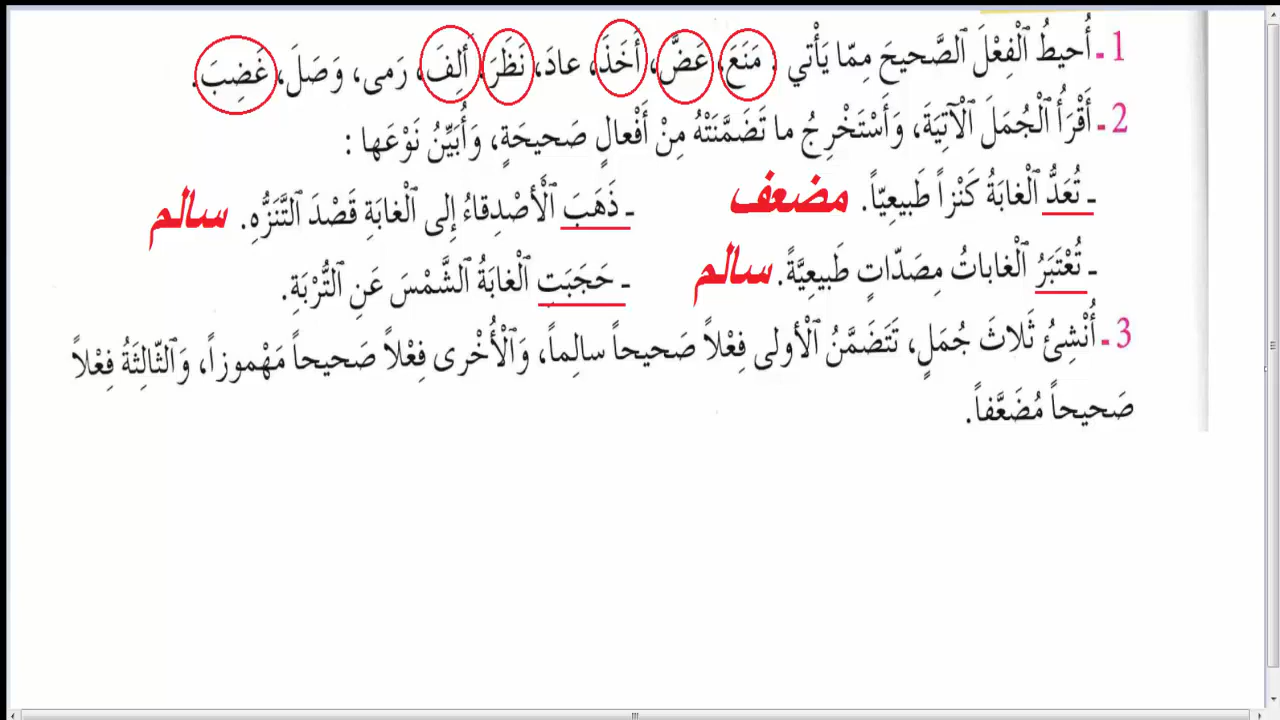 1 ـ أُحيطُ ٱلْفِعْلَ ٱلصَّحيحَ مِمّا يَأْتي : مَنَعَ، عَضَّ، أَخَذَ، عادَ، نَظَرَ، أَلِفَ، رَمى، وَصَلَ، غَضِبَ.
2 ـ أَقْرَأُ ٱلْجُمَلَ ٱلْآتِيَةَ، وَأَسْتَخْرِجُ ما تَضَمَّنَتْهُ مِنْ أَفْعالٍ صَحيحَةٍ، وَأُبَيِّنُ نَوْعَها :
ـ تُعَدُّ ٱلْغابَةُ كَنْزاً طَبيعِيّاً. مضعف ـ ذَهَبَ ٱلْأَصْدِقاءُ إِلى ٱلْغابَةِ قَصْدَ ٱلتَّنَزُّهِ. سالم
ـ تُعْتَبَرُ ٱلْغاباتُ مِصَدّاتٍ طَبيعِيَّةً. سالم ـ حَجَبَتِ ٱلْغابَةُ ٱلشَّمْسَ عَنِ ٱلتُّرْبَةِ.
3 ـ أُنْشِئُ ثَلاثَ جُمَلٍ، تَتَضَمَّنُ ٱلْأولى فِعْلاً صَحيحاً سالِماً، وَٱلْأُخْرى فِعْلاً صَحيحاً مَهْموزاً، وَٱلثّالِثَةُ فِعْلاً
صَحيحاً مُضَعَّفاً.